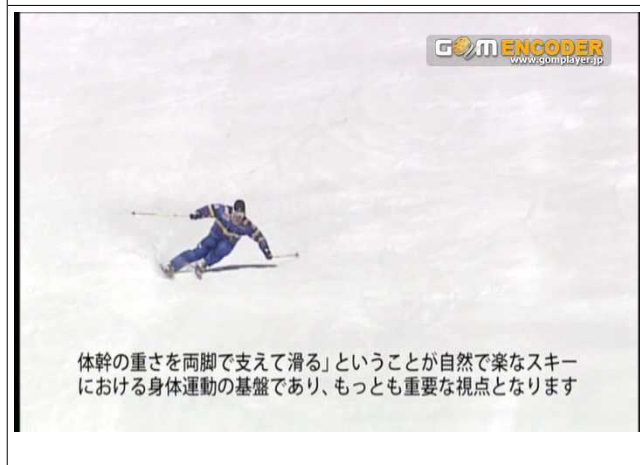 GOM ENCODER
www.gomplayer.jp
体幹の重さを両脚で支えて滑る」ということが自然で楽なスキー
における身体運動の基盤であり、もっとも重要な視点となります